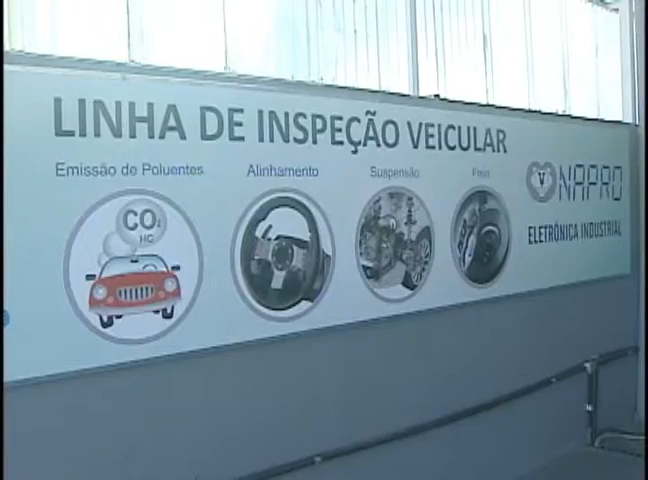 LINHA DE INSPEÇÃO VEICULAR
Emissão de Poluentes
Alinhamento
Suspensão
Freio
CO2
HC
V
NAPRO
ELETRÔNICA INDUSTRIAL